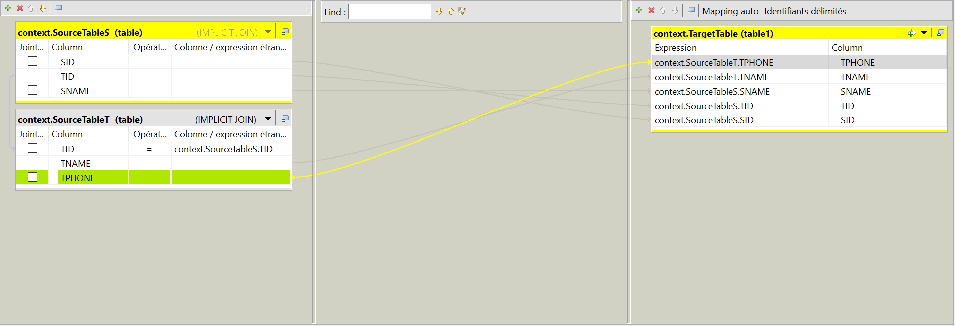 context.SourceTableS (table) (IMPLICIT JOIN)
Joint... Column Opérat... Colonne / expression étran...
SID
TID
SNAME
context.SourceTableT (table) (IMPLICIT JOIN)
Joint... Column Opérat... Colonne / expression étran...
TID = context.SourceTableS.TID
TNAME
TPHONE
Find :
Mapping auto Identifiants délimités
context.TargetTable (table1)
Expression Column
context.SourceTableT.TPHONE TPHONE
context.SourceTableT.TNAME TNAME
context.SourceTableS.SNAME SNAME
context.SourceTableS.TID TID
context.SourceTableS.SID SID